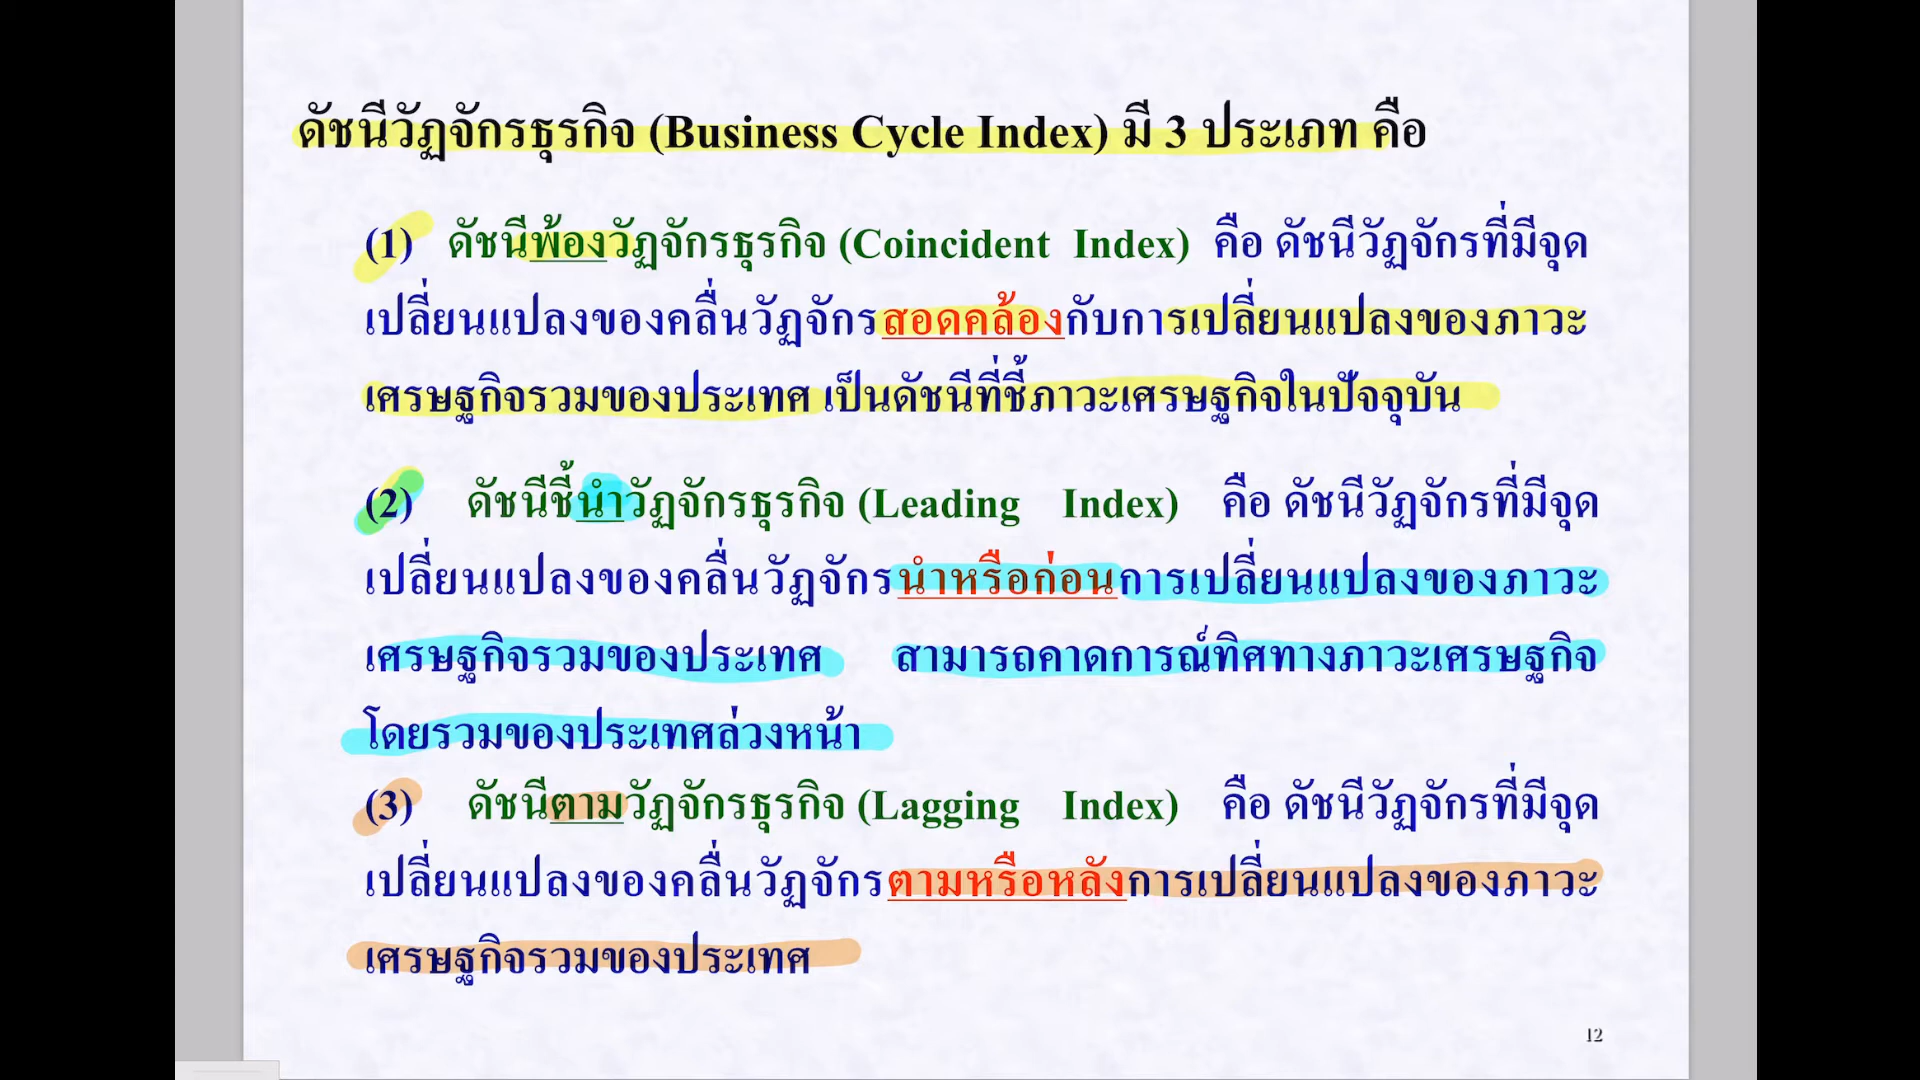 ดัชนีวัฏจักรธุรกิจ (Business Cycle Index) มี 3 ประเภท คือ
(1) ดัชนีพ้องวัฏจักรธุรกิจ (Coincident Index) คือ ดัชนีวัฏจักรที่มีจุด
เปลี่ยนแปลงของคลื่นวัฏจักรสอดคล้องกับการเปลี่ยนแปลงของภาวะ
เศรษฐกิจรวมของประเทศ เป็นดัชนีที่ชี้ภาวะเศรษฐกิจในปัจจุบัน
(2) ดัชนีชี้นำวัฏจักรธุรกิจ (Leading Index) คือ ดัชนีวัฏจักรที่มีจุด
เปลี่ยนแปลงของคลื่นวัฏจักรนำหรือก่อนการเปลี่ยนแปลงของภาวะ
เศรษฐกิจรวมของประเทศ สามารถคาดการณ์ทิศทางภาวะเศรษฐกิจ
โดยรวมของประเทศล่วงหน้า
(3) ดัชนีตามวัฏจักรธุรกิจ (Lagging Index) คือ ดัชนีวัฏจักรที่มีจุด
เปลี่ยนแปลงของคลื่นวัฏจักรตามหรือหลังการเปลี่ยนแปลงของภาวะ
เศรษฐกิจรวมของประเทศ
12